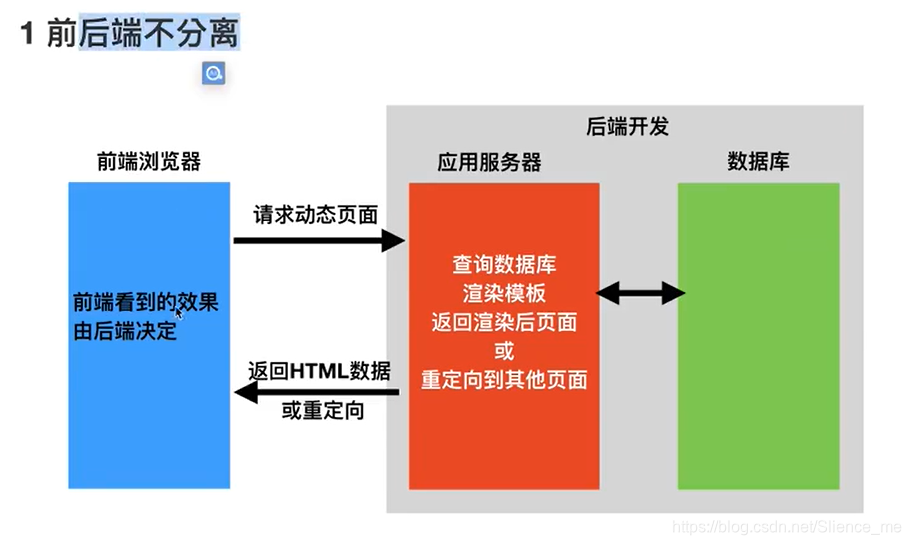 1 前后端不分离
后端开发
前端浏览器
应用服务器
数据库
请求动态页面
前端看到的效果
由后端决定
查询数据库
渲染模板
返回渲染后页面
或
重定向到其他页面
返回HTML数据
或重定向
https://blog.csdn.net/Slience_me